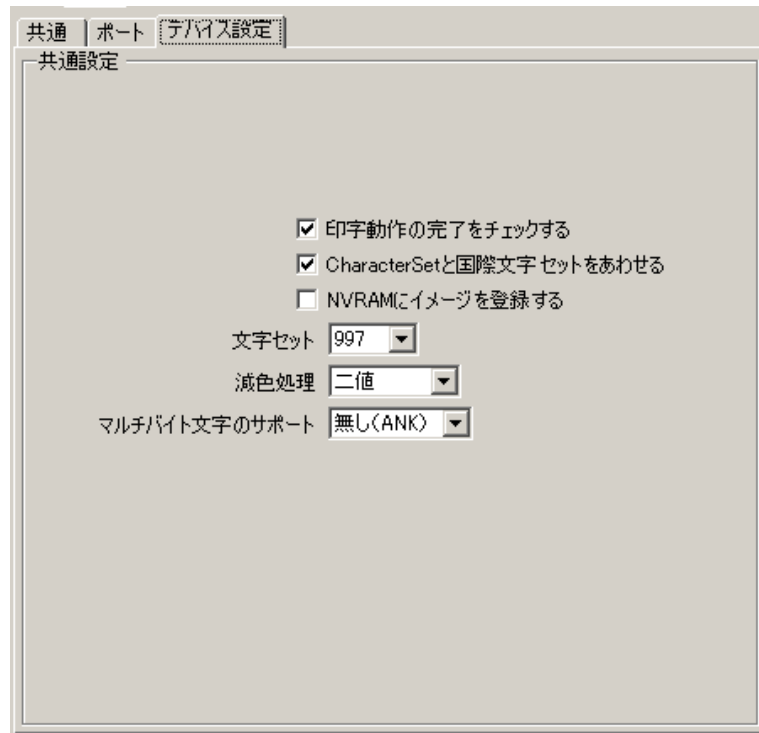 共通 ポート デバイス設定
共通設定
印字動作の完了をチェックする
CharacterSetと国際文字セットをあわせる
NVRAMにイメージを登録する
文字セット 997
減色処理 二値
マルチバイト文字のサポート 無し(ANK)